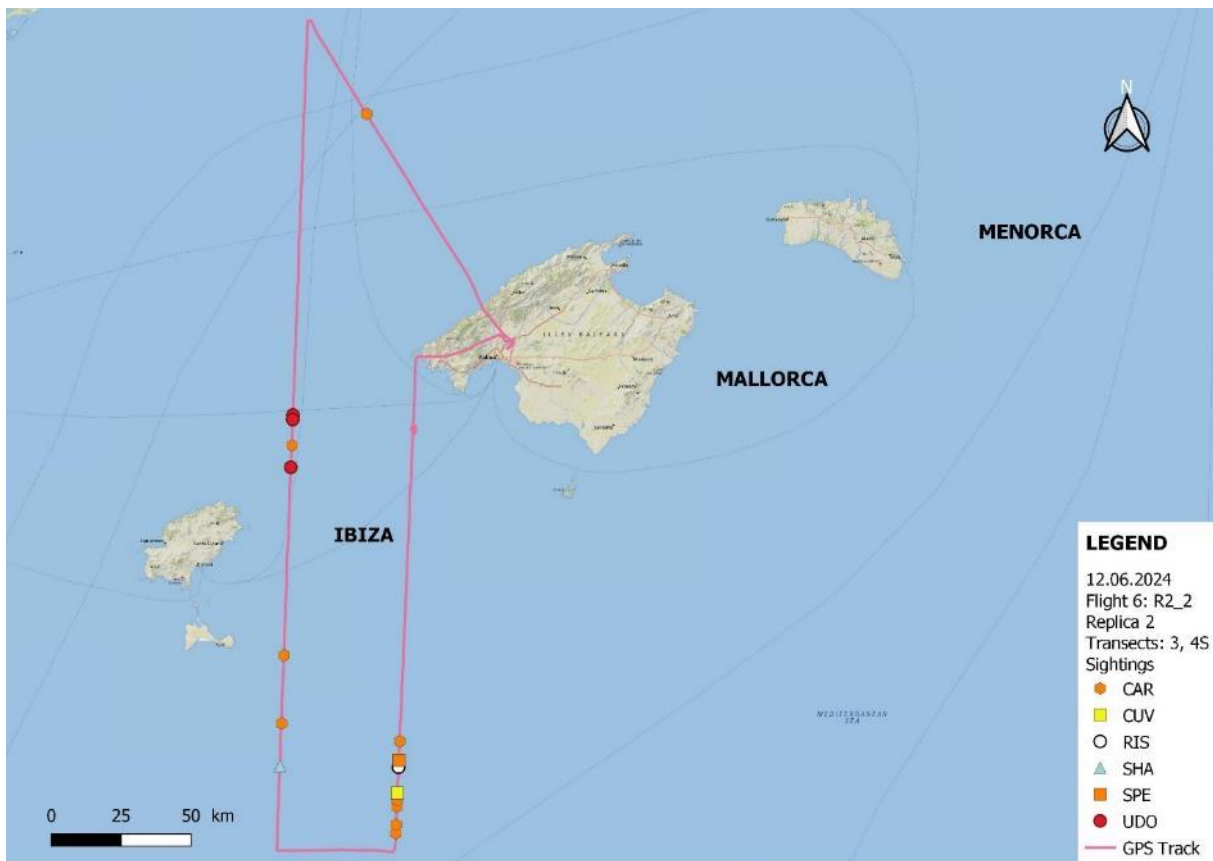 N
MENORCA
ILLES BALEARS
Palma
MALLORCA
IBIZA
MEDITERRANEAN
SEA
0 25 50 km
LEGEND
12.06.2024
Flight 6: R2_2
Replica 2
Transects: 3, 4S
Sightings
CAR
CUV
RIS
SHA
SPE
UDO
GPS Track